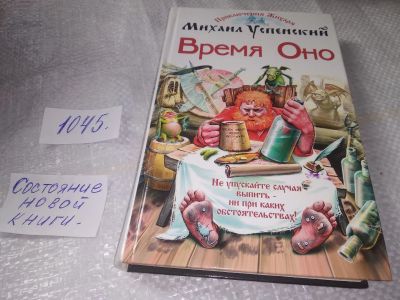 Приключения Жихаря
Михаил Успенский
Время Оно
Не упускайте случая
выпить -
ни при каких
обстоятельствах!
1045.
Состояние
новой
книги -